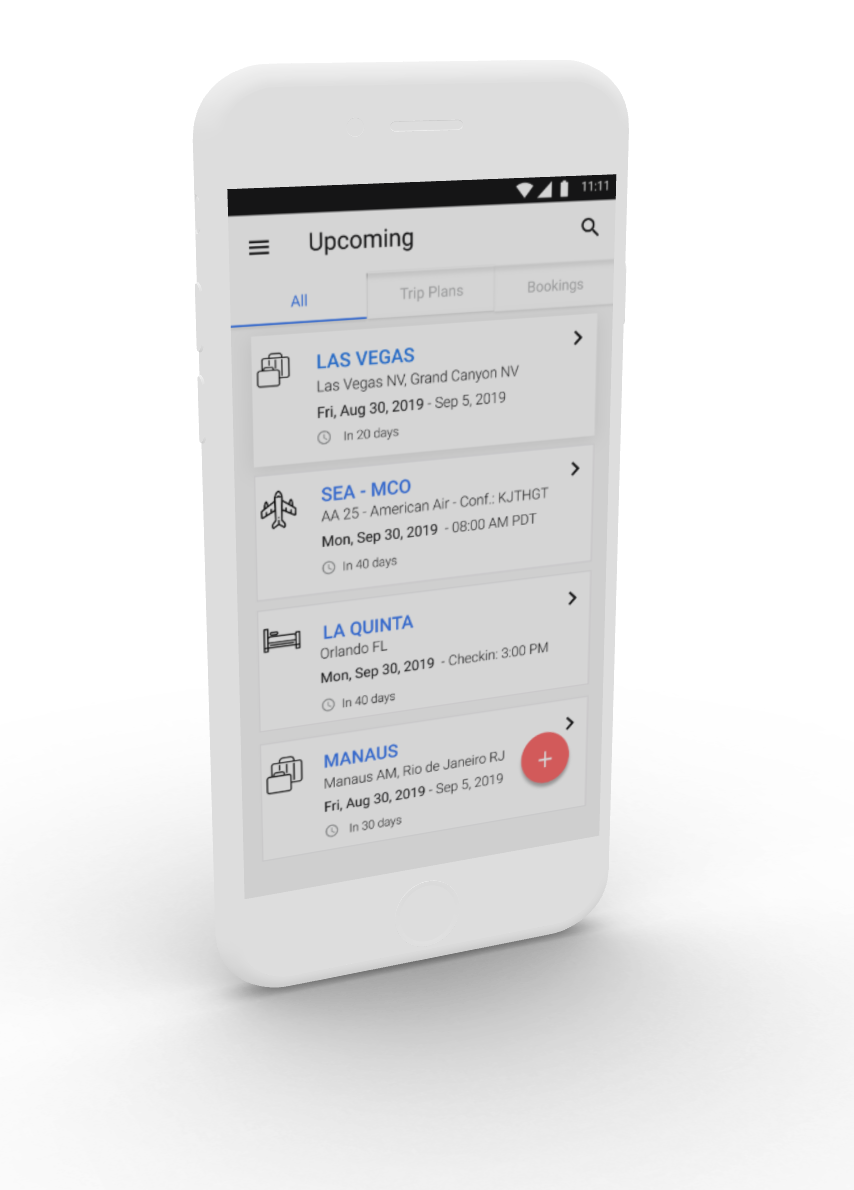 11:11
Upcoming
All
Trip Plans
Bookings
LAS VEGAS
Las Vegas NV, Grand Canyon NV
Fri, Aug 30, 2019 - Sep 5, 2019
In 20 days
SEA - MCO
AA 25 - American Air - Conf.: KJTHGT
Mon, Sep 30, 2019 - 08:00 AM PDT
In 40 days
LA QUINTA
Orlando FL
Mon, Sep 30, 2019 - Checkin: 3:00 PM
In 40 days
MANAUS
Manaus AM, Rio de Janeiro RJ
Fri, Aug 30, 2019 - Sep 5, 2019
In 30 days
+